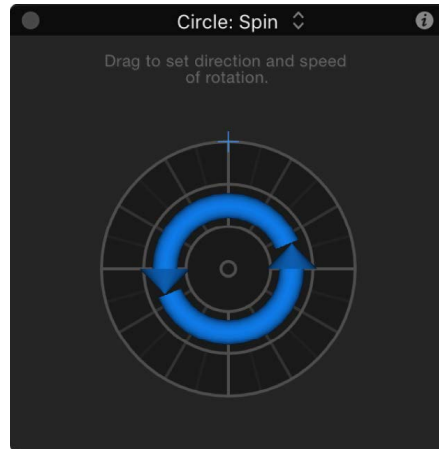 Circle: Spin
Drag to set direction and speed
of rotation.